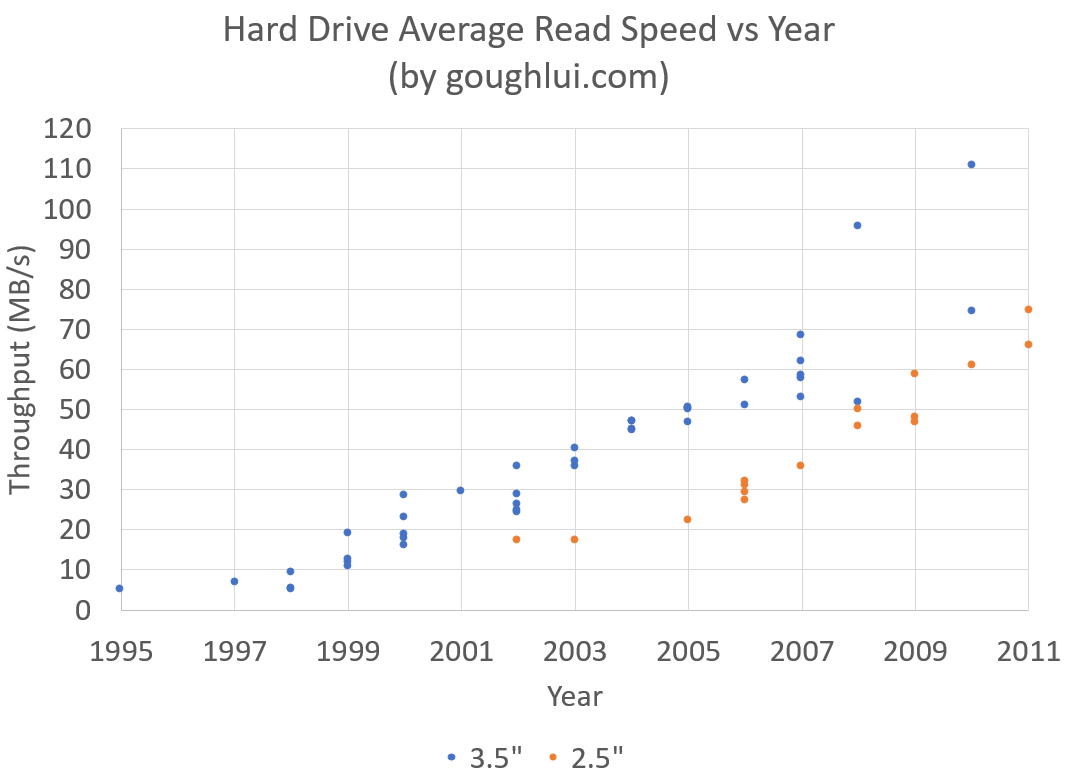 Hard Drive Average Read Speed vs Year
(by goughlui.com)
120
110
100
90
80
70
60
50
40
30
20
10
0
Throughput (MB/s)
1995 1997 1999 2001 2003 2005 2007 2009 2011
Year
3.5" 2.5"